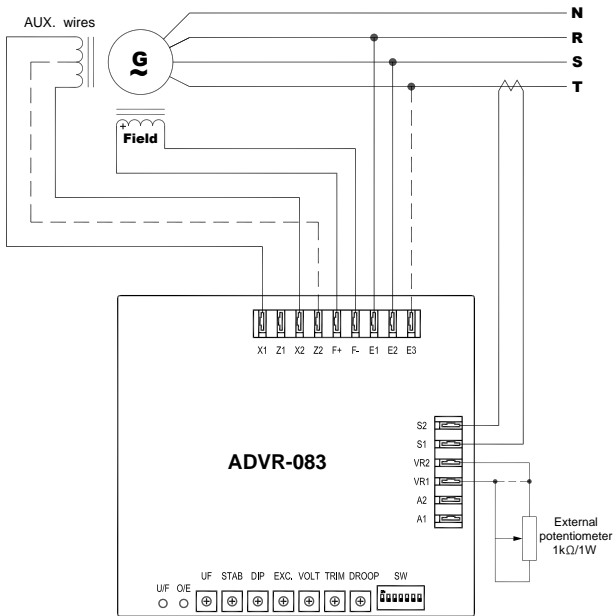 AUX. wires
N
R
S
T
G
~
+
Field
X1 Z1 X2 Z2 F+ F- E1 E2 E3
S2
S1
VR2
VR1
A2
A1
ADVR-083
External
potentiometer
1kΩ/1W
U/F O/E UF STAB DIP EXC. VOLT TRIM DROOP SW